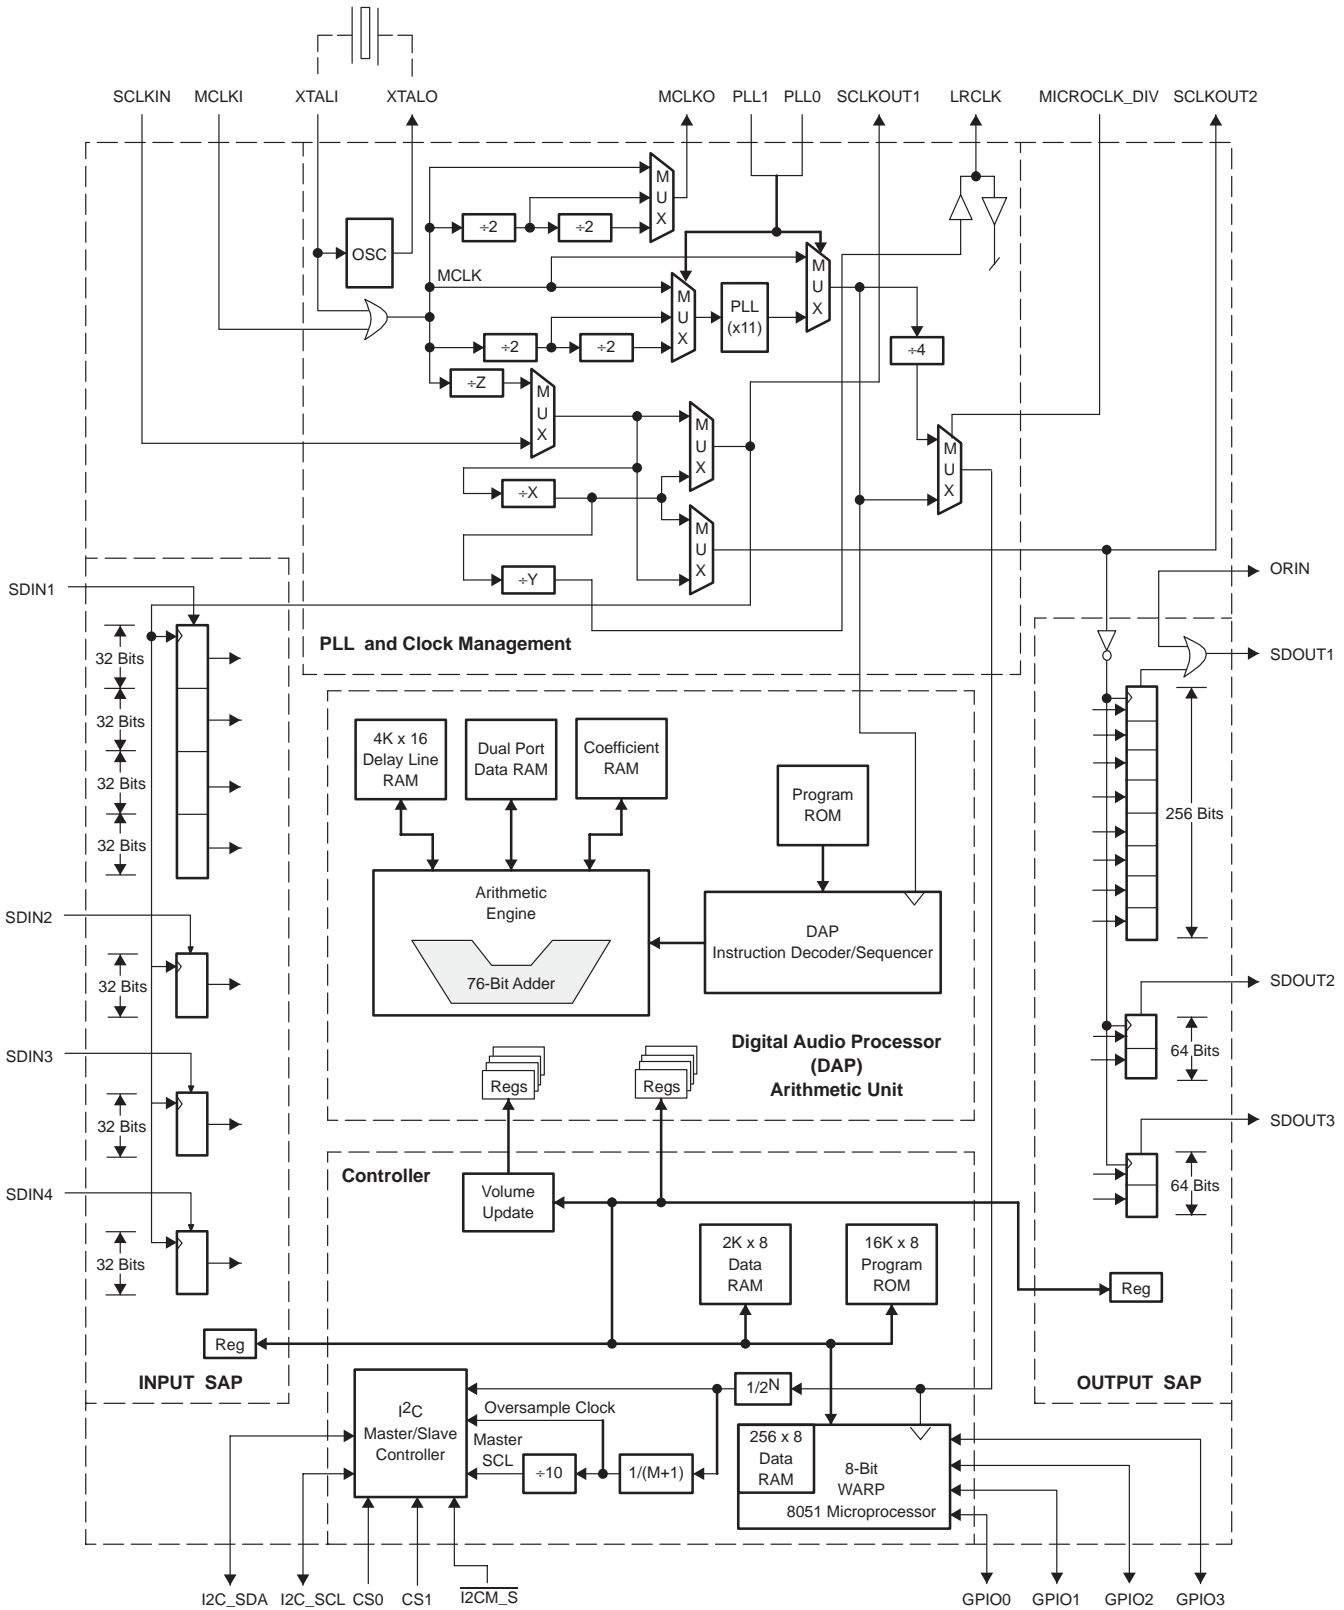 SCLKIN MCLKI XTALI XTALO MCLKO PLL1 PLL0 SCLKOUT1 LRCLK MICROCLK_DIV SCLKOUT2
MUX
÷2
÷2
OSC
MCLK
MUX
PLL
(x11)
MUX
÷2
÷2
÷4
÷Z
MUX
MUX
MUX
÷X
MUX
÷Y
PLL and Clock Management
ORIN
SDIN1
SDOUT1
32 Bits
32 Bits
32 Bits
32 Bits
256 Bits
4K x 16
Delay Line
RAM
Dual Port
Data RAM
Coefficient
RAM
Program
ROM
Arithmetic
Engine
76-Bit Adder
DAP
Instruction Decoder/Sequencer
SDIN2
32 Bits
SDOUT2
64 Bits
Digital Audio Processor
(DAP)
Arithmetic Unit
Regs
Regs
SDIN3
32 Bits
SDOUT3
64 Bits
Controller
Volume
Update
SDIN4
32 Bits
2K x 8
Data
RAM
16K x 8
Program
ROM
Reg
Reg
INPUT SAP
OUTPUT SAP
I2C
Master/Slave
Controller
1/2N
Oversample Clock
Master
SCL
÷10
1/(M+1)
256 x 8
Data
RAM
8-Bit
WARP
8051 Microprocessor
I2C_SDA I2C_SCL CS0 CS1 I2CM_S GPIO0 GPIO1 GPIO2 GPIO3